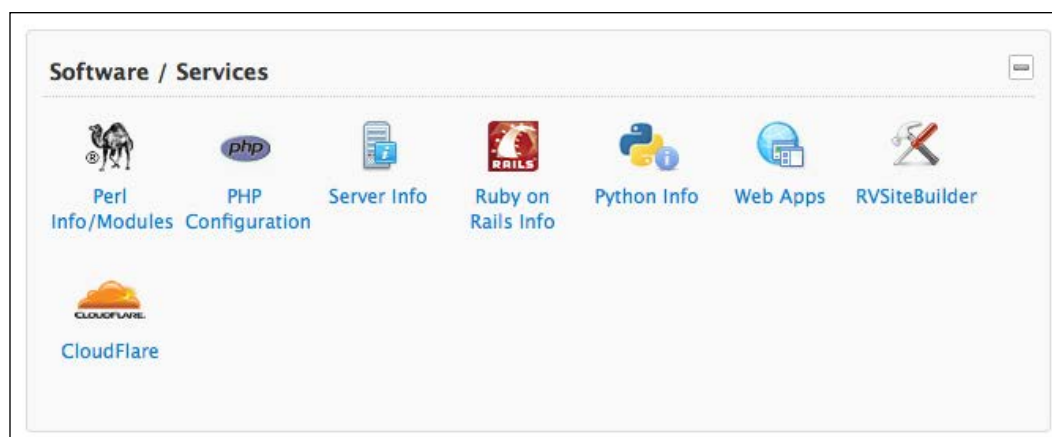 Software / Services
®
php
RAILS
Perl
Info/Modules
PHP
Configuration
Server Info
Ruby on
Rails Info
Python Info
Web Apps
RVSiteBuilder
CLOUDFLARE.
CloudFlare